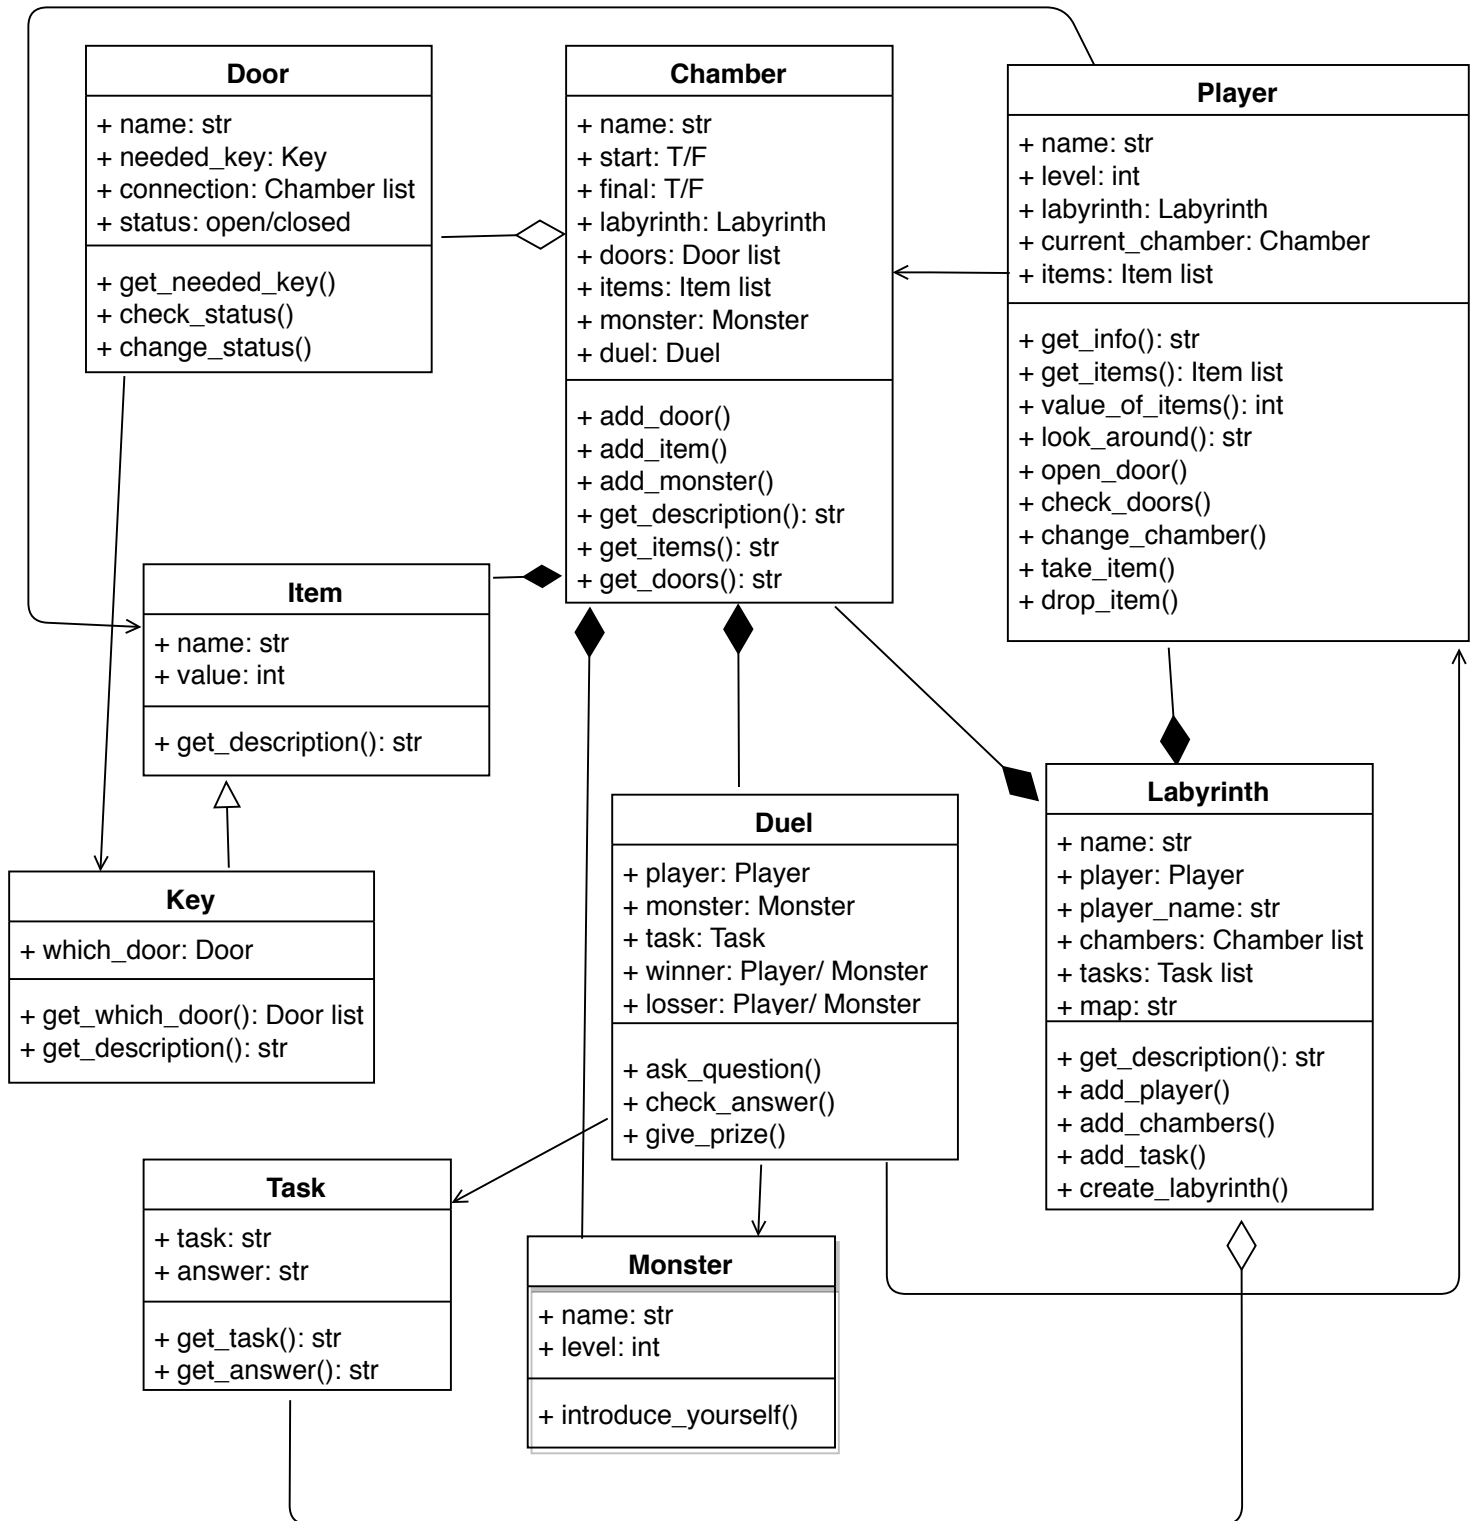 Door
+ name: str
+ needed_key: Key
+ connection: Chamber list
+ status: open/closed
+ get_needed_key()
+ check_status()
+ change_status()
Chamber
+ name: str
+ start: T/F
+ final: T/F
+ labyrinth: Labyrinth
+ doors: Door list
+ items: Item list
+ monster: Monster
+ duel: Duel
+ add_door()
+ add_item()
+ add_monster()
+ get_description(): str
+ get_items(): str
+ get_doors(): str
Player
+ name: str
+ level: int
+ labyrinth: Labyrinth
+ current_chamber: Chamber
+ items: Item list
+ get_info(): str
+ get_items(): Item list
+ value_of_items(): int
+ look_around(): str
+ open_door()
+ check_doors()
+ change_chamber()
+ take_item()
+ drop_item()
Item
+ name: str
+ value: int
+ get_description(): str
Key
+ which_door: Door
+ get_which_door(): Door list
+ get_description(): str
Duel
+ player: Player
+ monster: Monster
+ task: Task
+ winner: Player/ Monster
+ losser: Player/ Monster
+ ask_question()
+ check_answer()
+ give_prize()
Labyrinth
+ name: str
+ player: Player
+ player_name: str
+ chambers: Chamber list
+ tasks: Task list
+ map: str
+ get_description(): str
+ add_player()
+ add_chambers()
+ add_task()
+ create_labyrinth()
Task
+ task: str
+ answer: str
+ get_task(): str
+ get_answer(): str
Monster
+ name: str
+ level: int
+ introduce_yourself()